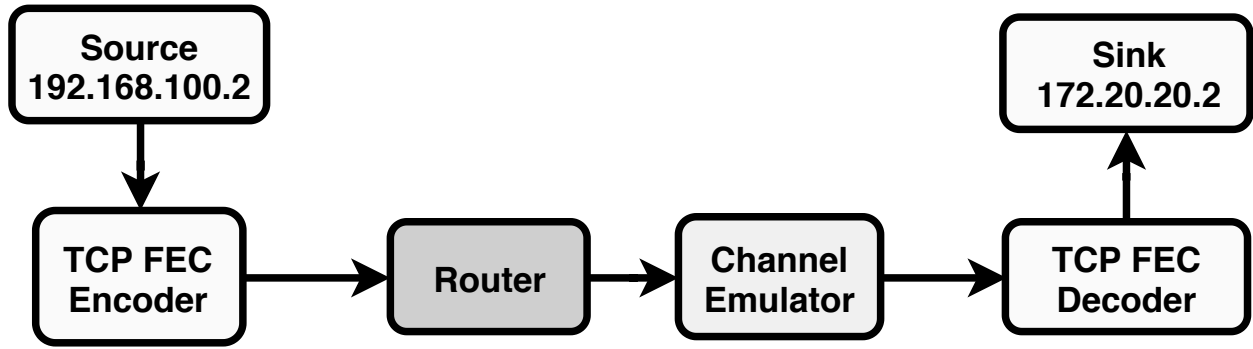 Source
192.168.100.2
Sink
172.20.20.2
TCP FEC
Encoder
Router
Channel
Emulator
TCP FEC
Decoder